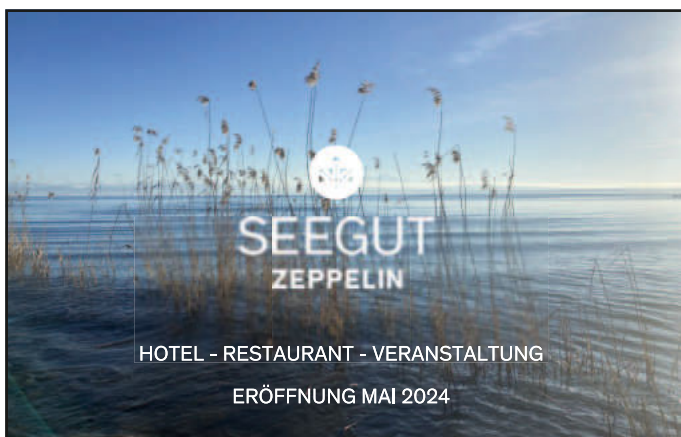 SEEGUT
ZEPPELIN
HOTEL - RESTAURANT - VERANSTALTUNG
ERÖFFNUNG MAI 2024